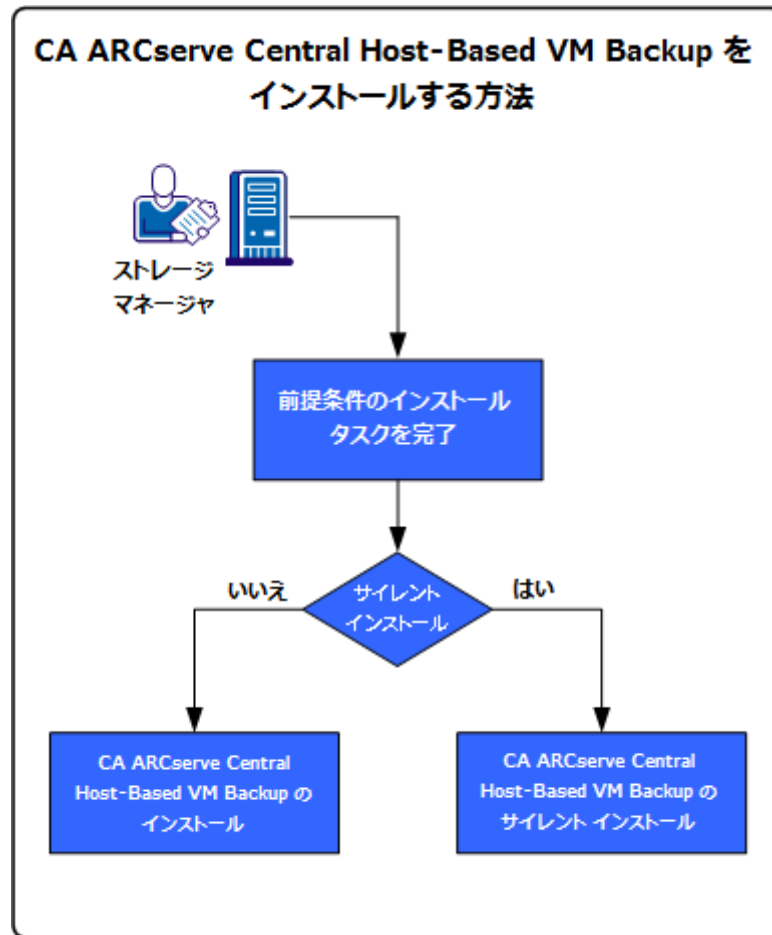 CA ARCserve Central Host-Based VM Backup を
インストールする方法
ストレージ
マネージャ
前提条件のインストール
タスクを完了
いいえ
サイレント
インストール
はい
CA ARCserve Central
Host-Based VM Backup の
インストール
CA ARCserve Central
Host-Based VM Backup の
サイレント インストール